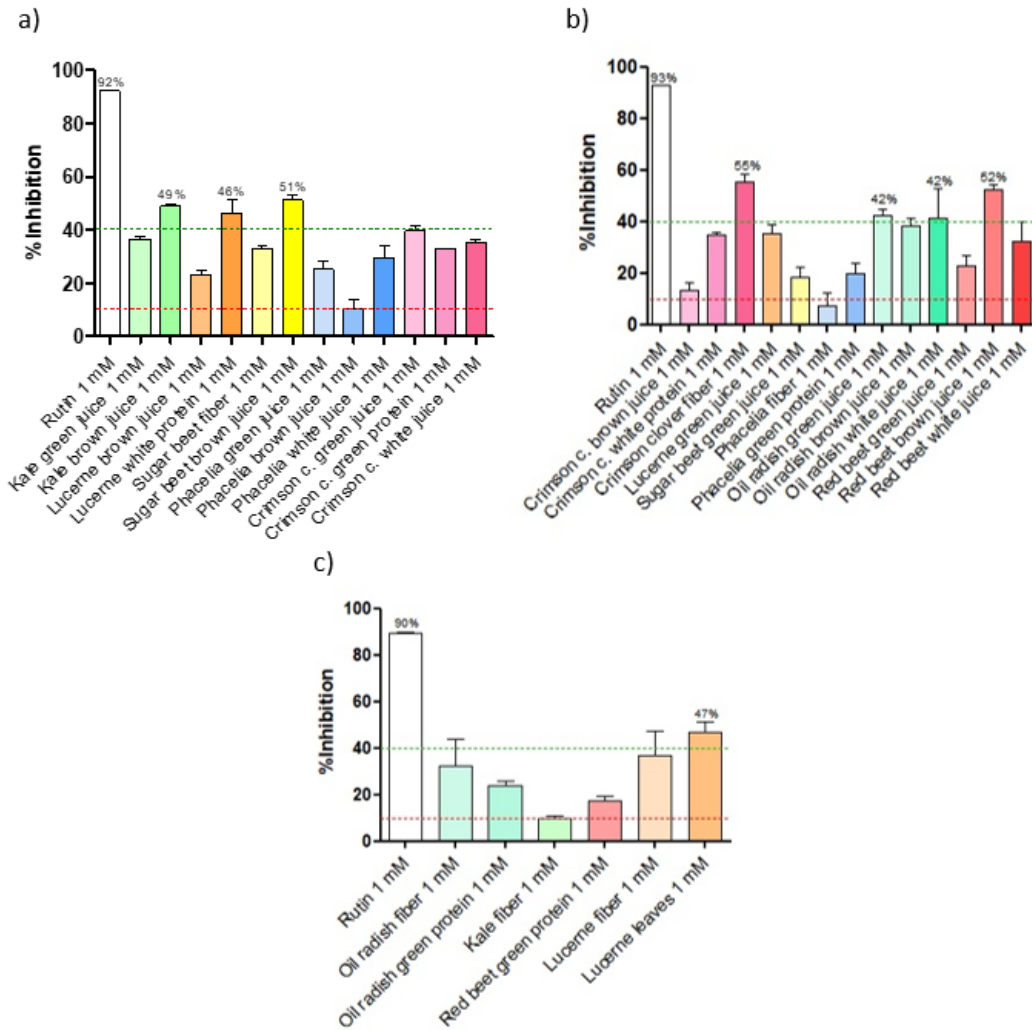 a)
%Inhibition
100
80
60
40
20
0
92%
49%
46%
51%
Rutin 1 mM
Kale green juice 1 mM
Kale brown juice 1 mM
Lucerne brown juice 1 mM
Lucerne white protein 1 mM
Sugar beet fiber 1 mM
Sugar beet brown juice 1 mM
Phacelia green juice 1 mM
Phacelia brown juice 1 mM
Phacelia white juice 1 mM
Crimson c. green juice 1 mM
Crimson c. green protein 1 mM
Crimson c. white juice 1 mM
b)
%Inhibition
100
80
60
40
20
0
93%
55%
42%
42%
52%
Rutin 1 mM
Crimson c. brown juice 1 mM
Crimson c. white protein 1 mM
Crimson clover fiber 1 mM
Lucerne green juice 1 mM
Sugar beet green juice 1 mM
Phacelia fiber 1 mM
Phacelia green protein 1 mM
Oil radish green juice 1 mM
Oil radish brown juice 1 mM
Oil radish white juice 1 mM
Red beet green juice 1 mM
Red beet brown juice 1 mM
Red beet white juice 1 mM
c)
%Inhibition
100
80
60
40
20
0
90%
47%
Rutin 1 mM
Oil radish fiber 1 mM
Oil radish green protein 1 mM
Kale fiber 1 mM
Red beet green protein 1 mM
Lucerne fiber 1 mM
Lucerne leaves 1 mM